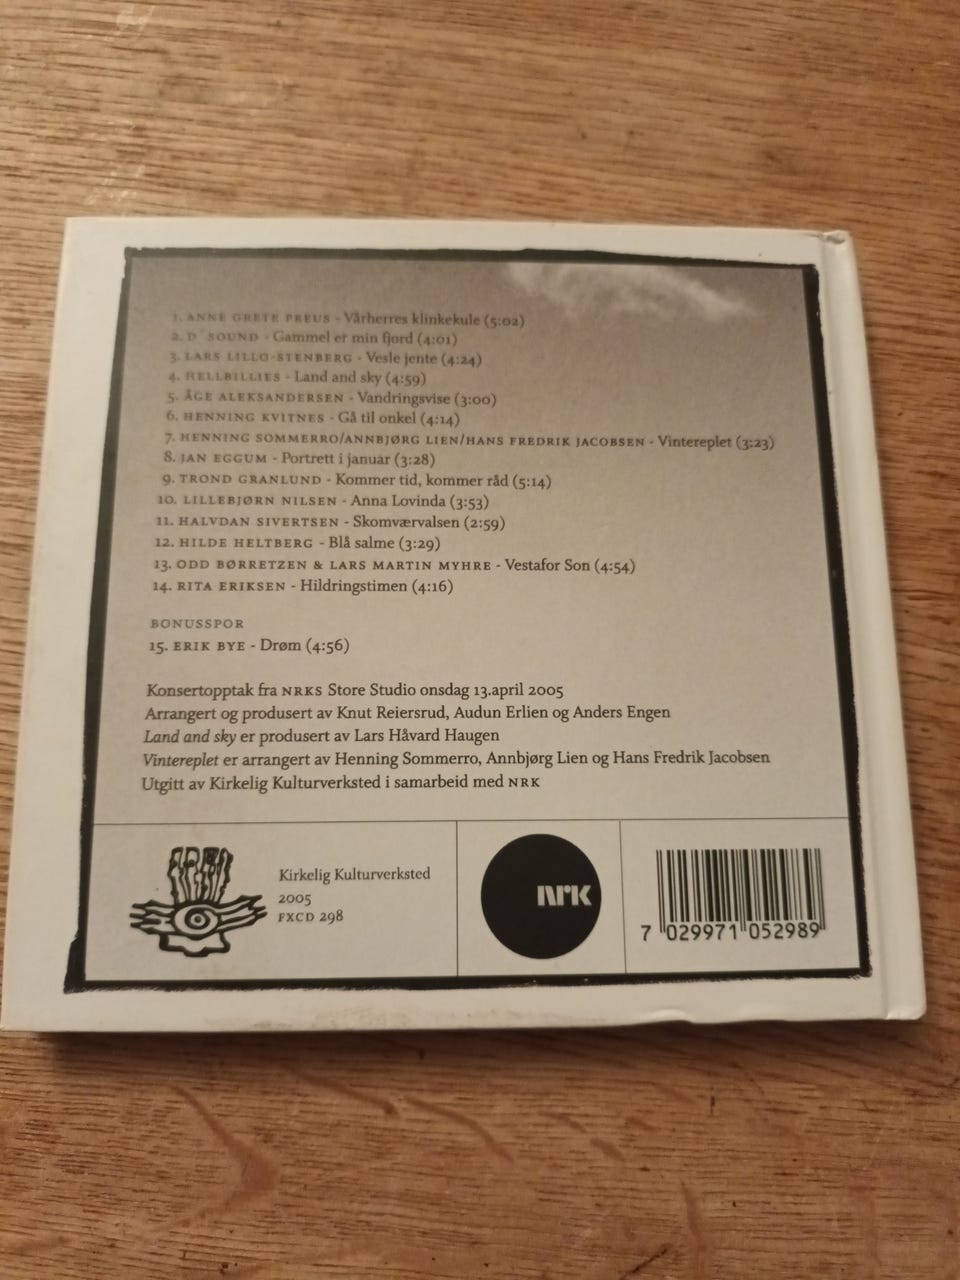 1. ANNE GRETE PREUS - Vårherres klinkekule (5:02)
2. D´SOUND - Gammel er min fjord (4:01)
3. LARS LILLO-STENBERG - Vesle jente (4:24)
4. HELLBILLIES - Land and sky (4:59)
5. ÅGE ALEKSANDERSEN - Vandringsvise (3:00)
6. HENNING KVITNES - Gå til onkel (4:14)
7. HENNING SOMMERRO/ANNBJØRG LIEN/HANS FREDRIK JACOBSEN - Vintereplet (3:23)
8. JAN EGGUM - Portrett i januar (3:28)
9. TROND GRANLUND - Kommer tid, kommer råd (5:14)
10. LILLEBJØRN NILSEN - Anna Lovinda (3:53)
11. HALVDAN SIVERTSEN - Skomværvalsen (2:59)
12. HILDE HELTBERG - Blå salme (3:29)
13. ODD BØRRETZEN & LARS MARTIN MYHRE - Vestafor Son (4:54)
14. RITA ERIKSEN - Hildringstimen (4:16)
BONUSSPOR
15. ERIK BYE - Drøm (4:56)
Konsertopptak fra NRKS Store Studio onsdag 13.april 2005
Arrangert og produsert av Knut Reiersrud, Audun Erlien og Anders Engen
Land and sky er produsert av Lars Håvard Haugen
Vintereplet er arrangert av Henning Sommerro, Annbjørg Lien og Hans Fredrik Jacobsen
Utgitt av Kirkelig Kulturverksted i samarbeid med NRK
Kirkelig Kulturverksted
2005
FXCD 298
NRK
7 029971 052989